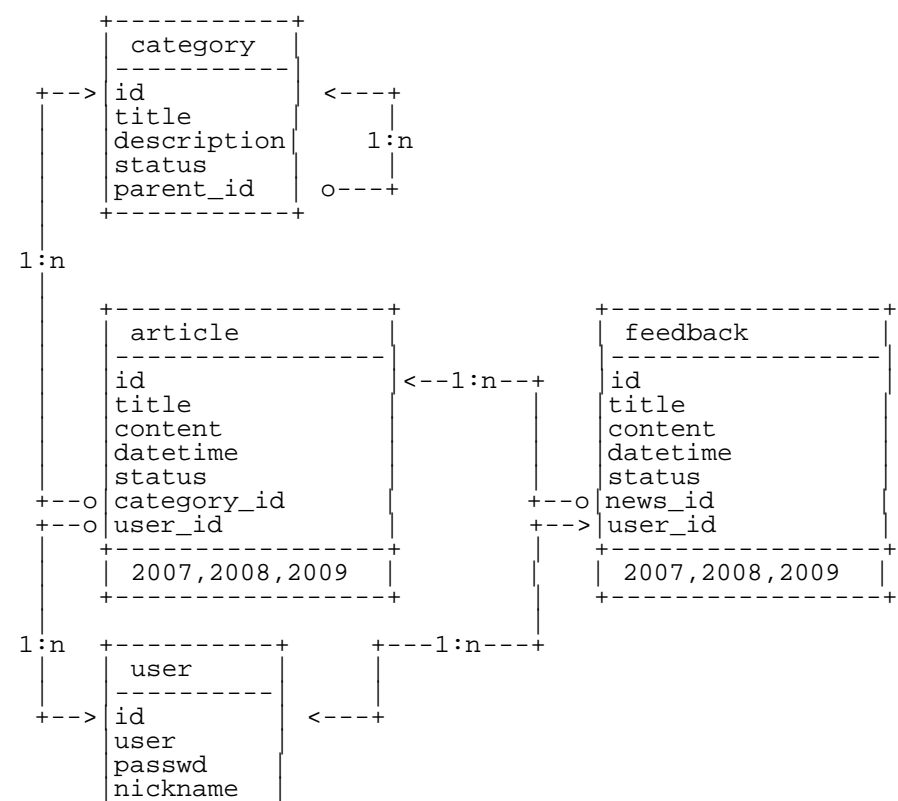 category
id
title
description
1:n
status
parent_id
1:n
article
feedback
id
1:n
id
title
title
content
content
datetime
datetime
status
status
category_id
news_id
user_id
user_id
2007,2008,2009
2007,2008,2009
1:n
1:n
user
id
user
passwd
nickname